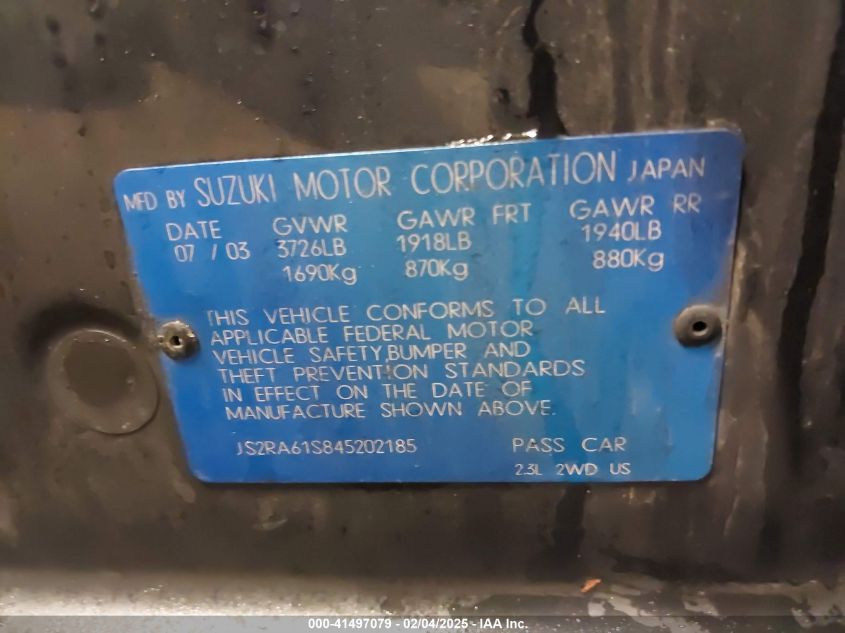 MFD BY SUZUKI MOTOR CORPORATION JAPAN
DATE GVWR GAWR FRT GAWR RR
07 / 03 3726LB 1918LB 1940LB
1690Kg 870Kg 880Kg
THIS VEHICLE CONFORMS TO ALL
APPLICABLE FEDERAL MOTOR
VEHICLE SAFETY,BUMPER AND
THEFT PREVENTION STANDARDS
IN EFFECT ON THE DATE OF
MANUFACTURE SHOWN ABOVE.
JS2RA61S845202185 PASS CAR
2.3L 2WD US
000-41497079 - 02/04/2025 - IAA Inc.